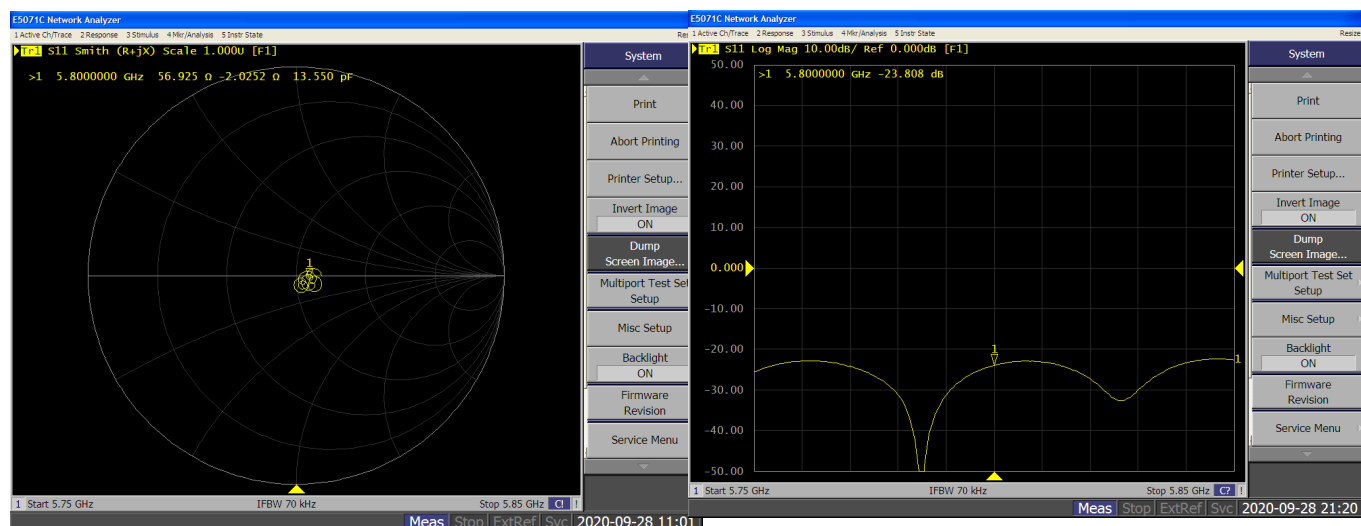 E5071C Network Analyzer
1 Active Ch/Trace 2 Response 3 Stimulus 4 Mkr/Analysis 5 Instr State
Tr1 S11 Smith (R+jX) Scale 1.000U [F1]
>1 5.8000000 GHz 56.925 Ω -2.0252 Ω 13.550 pF
1
System
Print
Abort Printing
Printer Setup...
Invert Image
ON
Dump
Screen Image...
Multiport Test Set
Setup
Misc Setup
Backlight
ON
Firmware
Revision
Service Menu
1 Start 5.75 GHz IFBW 70 kHz Stop 5.85 GHz C! !
Meas Stop ExtRef Svc 2020-09-28 11:01
E5071C Network Analyzer
1 Active Ch/Trace 2 Response 3 Stimulus 4 Mkr/Analysis 5 Instr State Resize
Tr1 S11 Log Mag 10.00dB/ Ref 0.000dB [F1]
50.00
>1 5.8000000 GHz -23.808 dB
40.00
30.00
20.00
10.00
0.000
-10.00
-20.00
1
1
-30.00
-40.00
-50.00
System
Print
Abort Printing
Printer Setup...
Invert Image
ON
Dump
Screen Image...
Multiport Test Set
Setup
Misc Setup
Backlight
ON
Firmware
Revision
Service Menu
1 Start 5.75 GHz IFBW 70 kHz Stop 5.85 GHz C? !
Meas Stop ExtRef Svc 2020-09-28 21:20